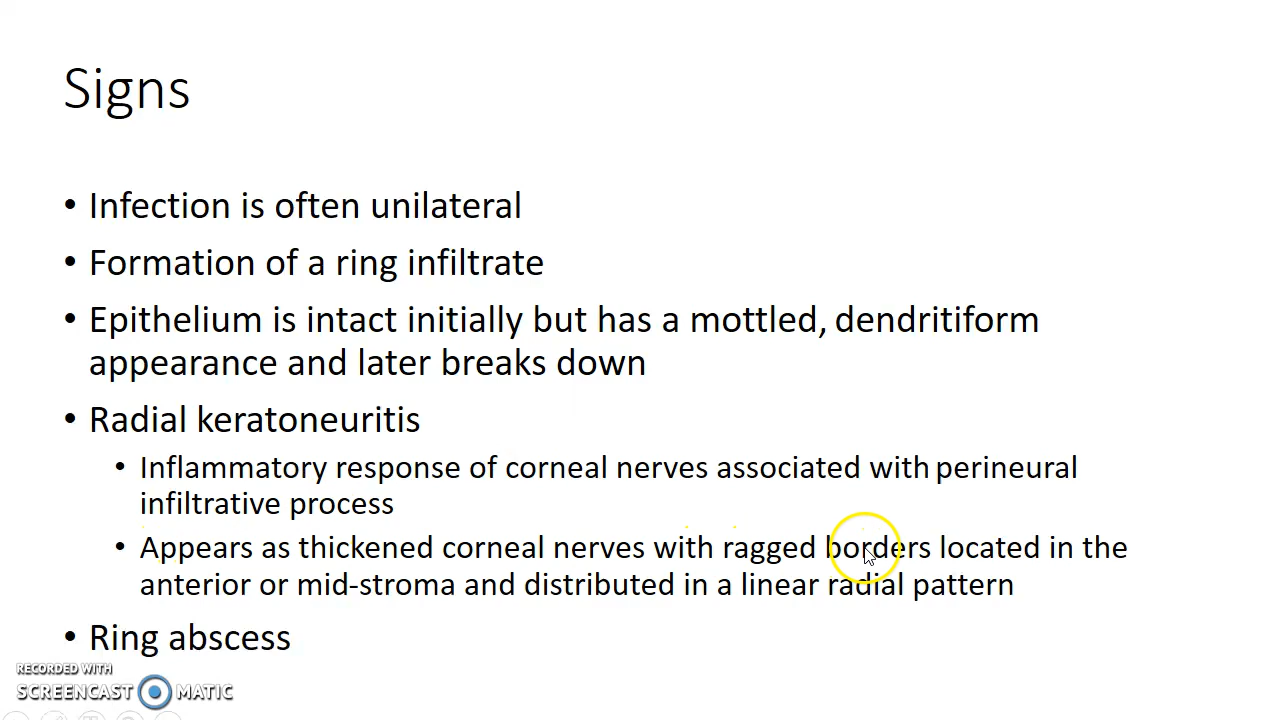 Signs
• Infection is often unilateral
• Formation of a ring infiltrate
• Epithelium is intact initially but has a mottled, dendritiform
appearance and later breaks down
• Radial keratoneuritis
• Inflammatory response of corneal nerves associated with perineural
infiltrative process
• Appears as thickened corneal nerves with ragged borders located in the
anterior or mid-stroma and distributed in a linear radial pattern
• Ring abscess
RECORDED WITH
SCREENCAST MATIC